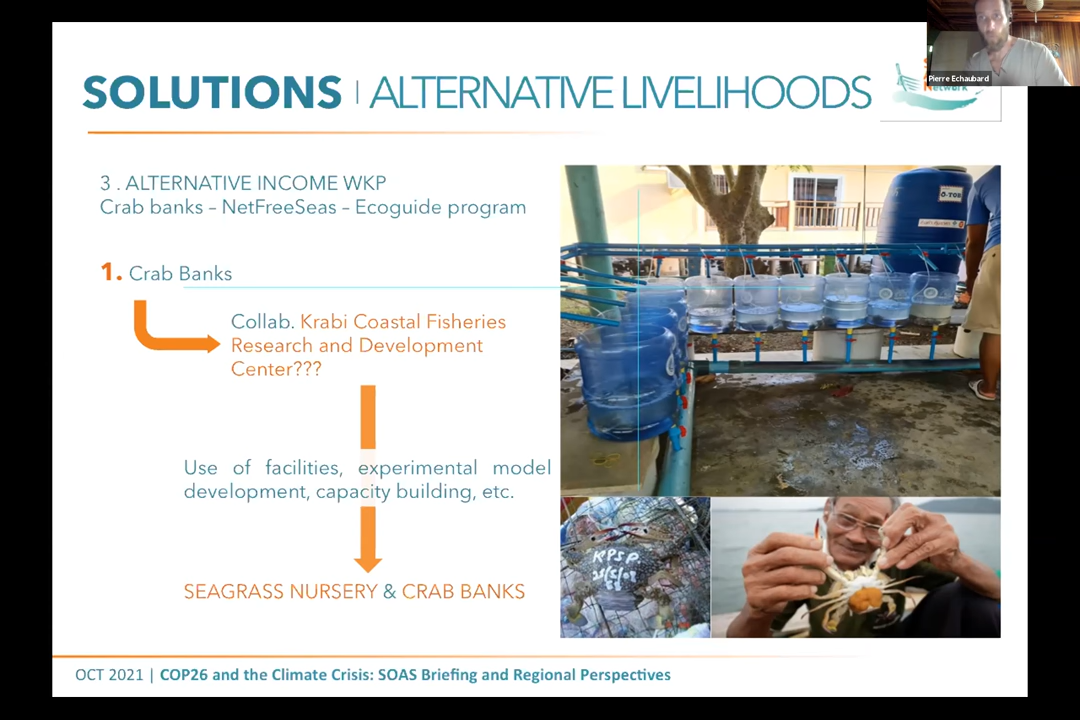 Pierre Echaubard
SOLUTIONS | ALTERNATIVE LIVELIHOODS
Network
3 . ALTERNATIVE INCOME WKP
Crab banks – NetFreeSeas – Ecoguide program
1. Crab Banks
Collab. Krabi Coastal Fisheries
Research and Development
Center???
Use of facilities, experimental model
development, capacity building, etc.
SEAGRASS NURSERY & CRAB BANKS
KPSP
OCT 2021 | COP26 and the Climate Crisis: SOAS Briefing and Regional Perspectives